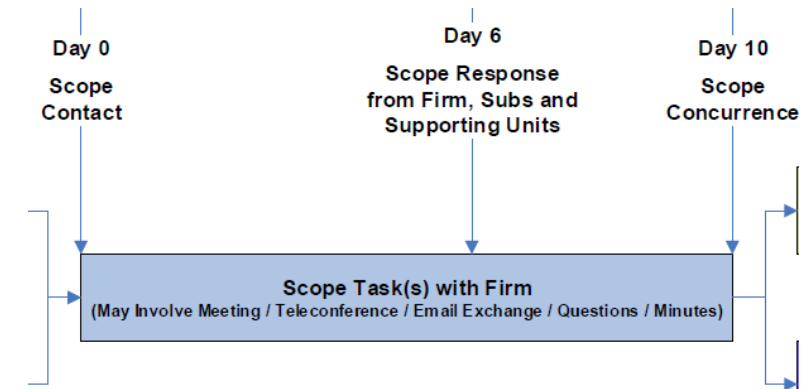 Day 0
Scope
Contact
Day 6
Scope Response
from Firm, Subs and
Supporting Units
Day 10
Scope
Concurrence
Scope Task(s) with Firm
(May Involve Meeting / Teleconference / Email Exchange / Questions / Minutes)